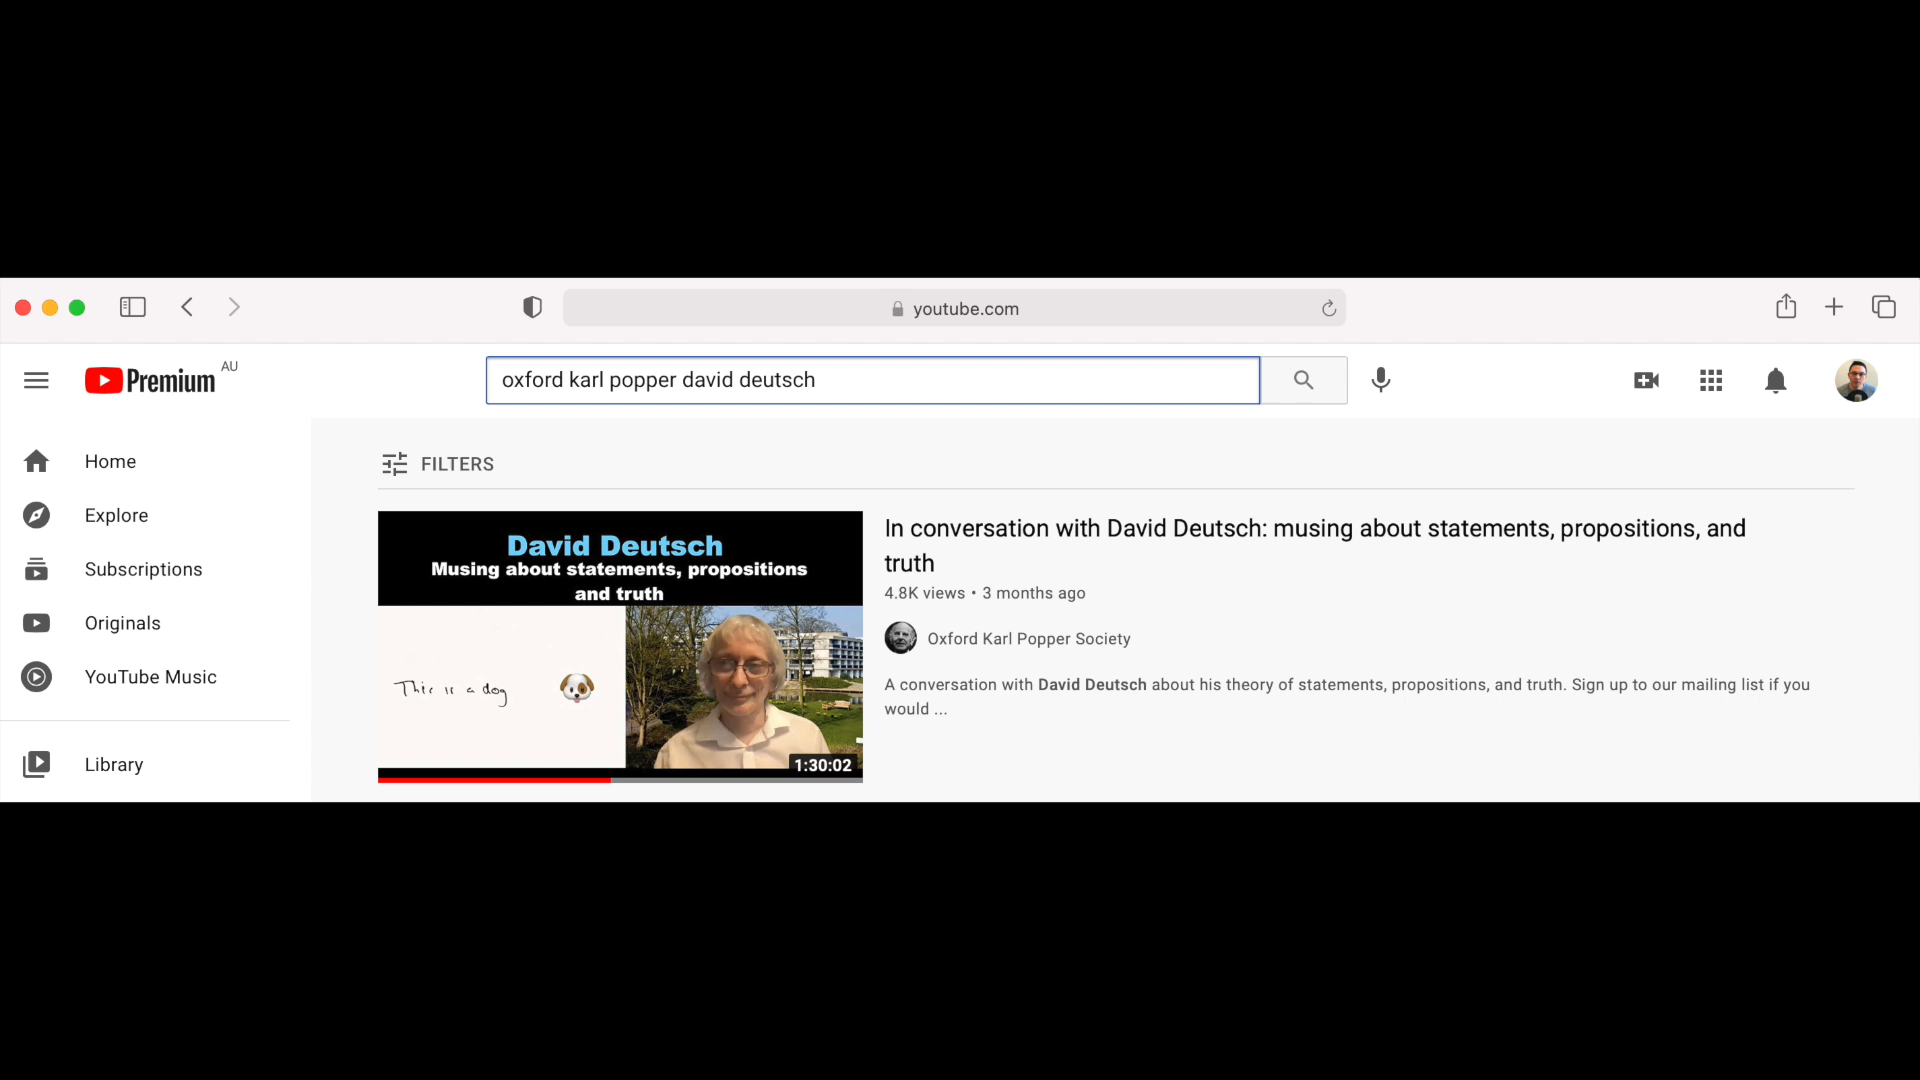 youtube.com
Premium AU
oxford karl popper david deutsch
Home
Explore
Subscriptions
Originals
YouTube Music
Library
FILTERS
David Deutsch
Musing about statements, propositions
and truth
This is a dog
1:30:02
In conversation with David Deutsch: musing about statements, propositions, and
truth
4.8K views • 3 months ago
Oxford Karl Popper Society
A conversation with David Deutsch about his theory of statements, propositions, and truth. Sign up to our mailing list if you
would ...